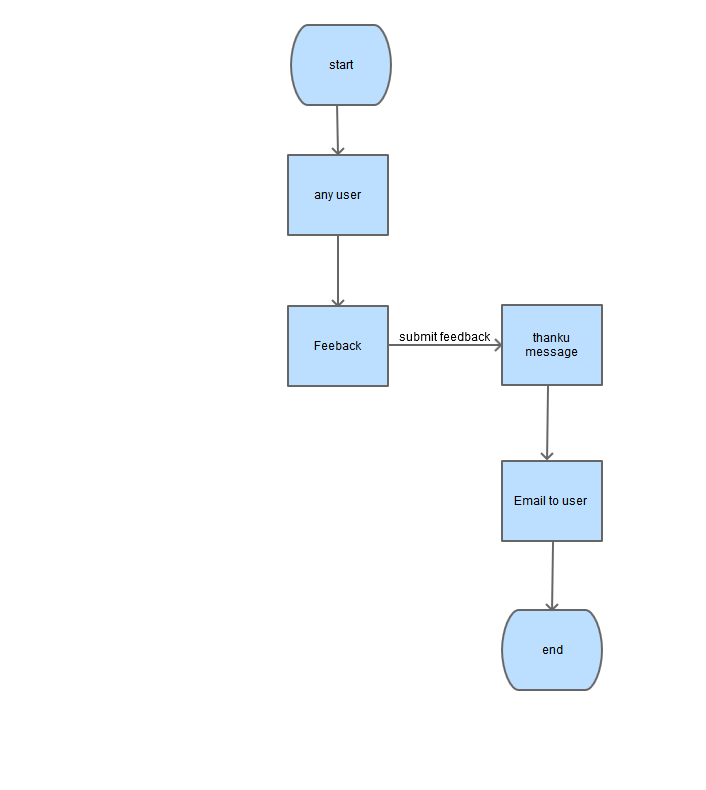 start
any user
Feeback
submit feedback
thanku
message
Email to user
end